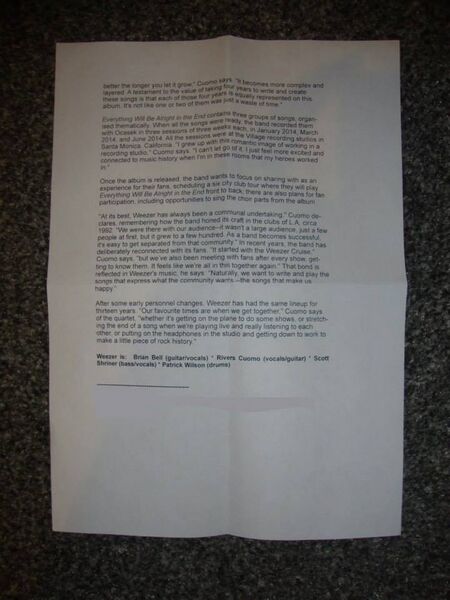 better the longer you let it grow," Cuomo says. "It becomes more complex and
layered. A testament to the value of taking four years to write and create
these songs is that each of those four years is equally represented on this
album. It's not like one or two of them was just a waste of time."
Everything Will Be Alright in the End contains three groups of songs, organ-
ised thematically. When all the songs were ready, the band recorded them
with Ocasek in three sessions of three weeks each, in January 2014, March
2014, and June 2014. All the sessions were at the Village recording studios in
Santa Monica, California. "I grew up with this romantic image of working in a
recording studio," Cuomo says. "I can't let go of it. I just feel more excited and
connected to music history when I'm in these rooms that my heroes worked
in."
Once the album is released, the band wants to focus on sharing with as an
experience for their fans, scheduling a six city club tour where they will play
Everything Will Be Alright in the End front to back; there are also plans for fan
participation, including opportunities to sing the choir parts from the album.
"At its best, Weezer has always been a communal undertaking," Cuomo de-
clares, remembering how the band honed its craft in the clubs of L.A. circa
1992. "We were there with our audience—it wasn't a large audience, just a few
people at first, but it grew to a few hundred. As a band becomes successful,
it's easy to get separated from that community." In recent years, the band has
deliberately reconnected with its fans. "It started with the Weezer Cruise,"
Cuomo says, "but we've also been meeting with fans after every show, get-
ting to know them. It feels like we're all in this together again." That bond is
reflected in Weezer's music, he says: "Naturally, we want to write and play the
songs that express what the community wants—the songs that make us
happy."
After some early personnel changes, Weezer has had the same lineup for
thirteen years. "Our favourite times are when we get together," Cuomo says
of the quartet, "whether it's getting on the plane to do some shows, or stretch-
ing the end of a song when we're playing live and really listening to each
other, or putting on the headphones in the studio and getting down to work
to make a little piece of rock history."
Weezer is: Brian Bell (guitar/vocals) * Rivers Cuomo (vocals/guitar) * Scott
Shriner (bass/vocals) * Patrick Wilson (drums)